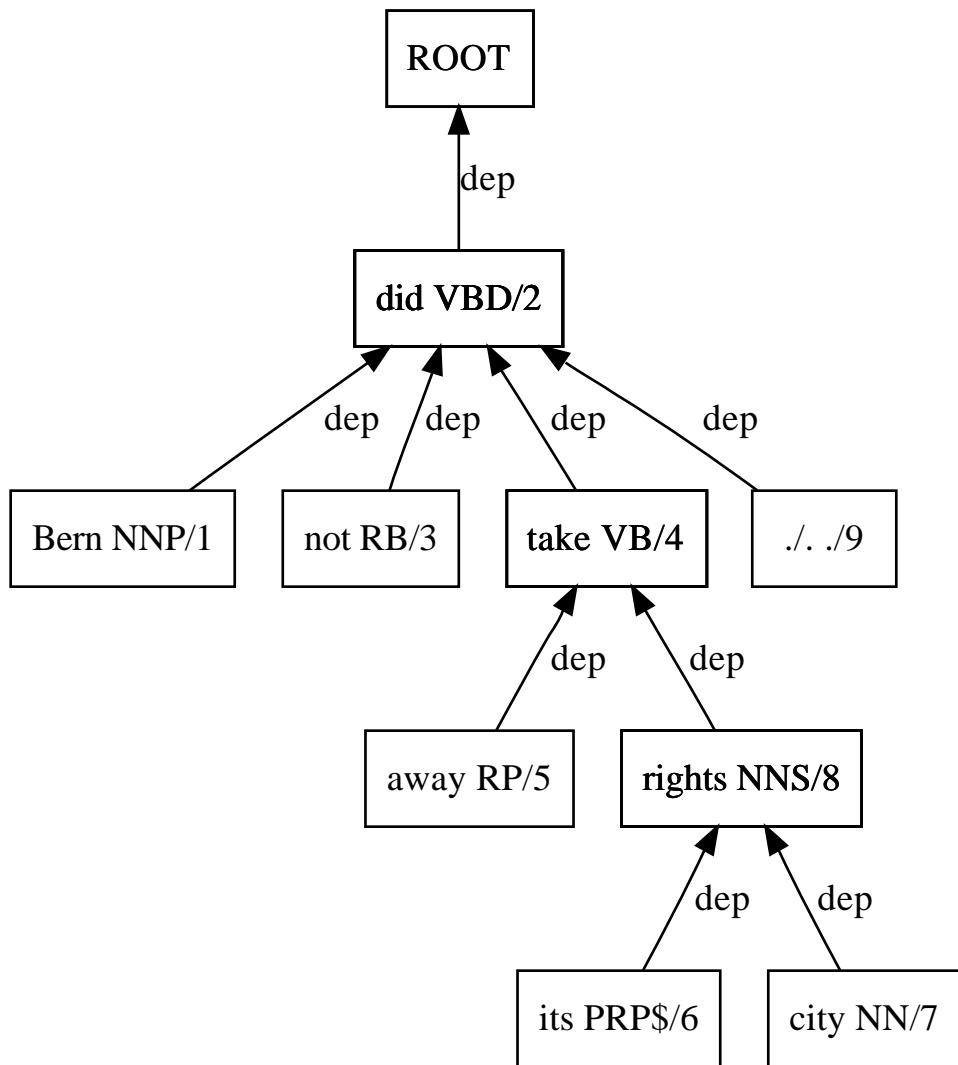 ROOT
dep
did VBD/2
dep dep dep dep
Bern NNP/1 not RB/3 take VB/4 ./. ./9
dep dep
away RP/5 rights NNS/8
dep dep
its PRP$/6 city NN/7